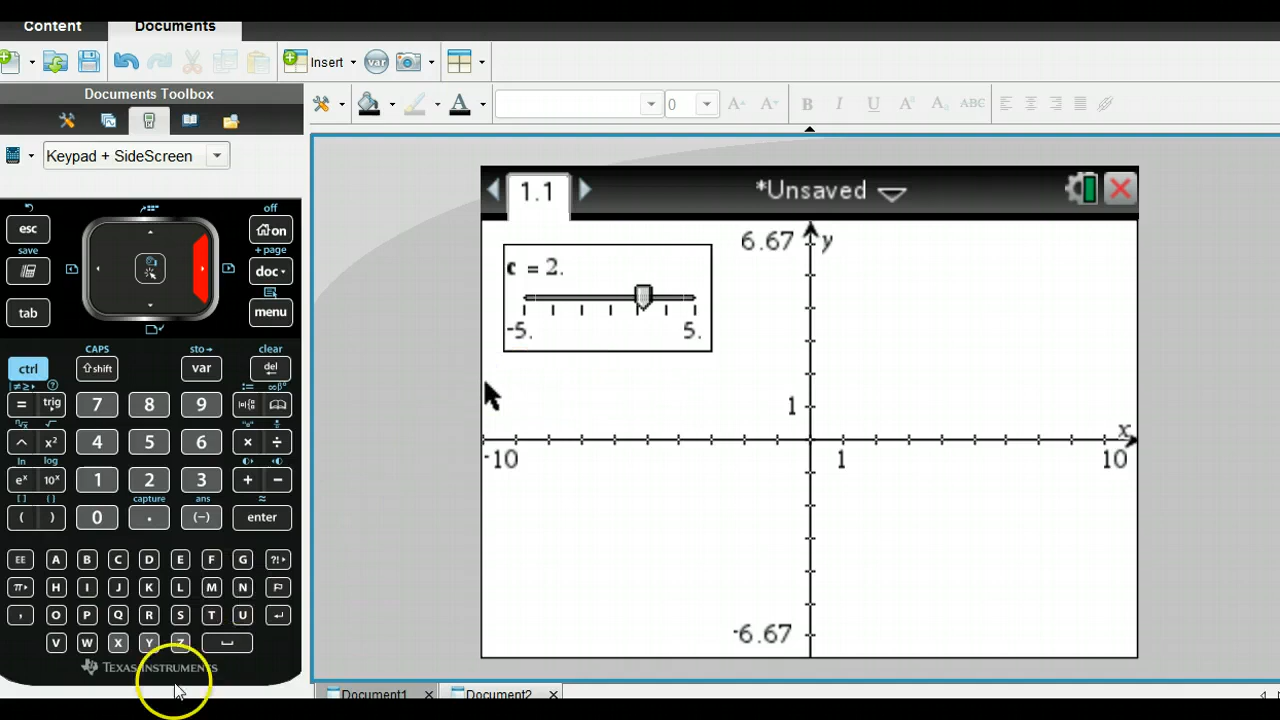 Content Documents
Insert var
Documents Toolbox
0 A B I U A A ABC
Keypad + SideScreen
1.1 *Unsaved
off
esc on
save + page
doc
c = 2. 6.67 y
-5. 5.
tab menu
CAPS sto→ clear
ctrl shift var del
= trig 7 8 9
1
^ x² 4 5 6 × ÷
x
ln log
-10 1 10
eˣ 10ˣ 1 2 3 + −
[ ] { } capture ans ≈
( ) 0 . (−) enter
EE A B C D E F G ?!
π H I J K L M N
, O P Q R S T U
-6.67
V W X Y Z
TEXAS INSTRUMENTS
Document1 Document2